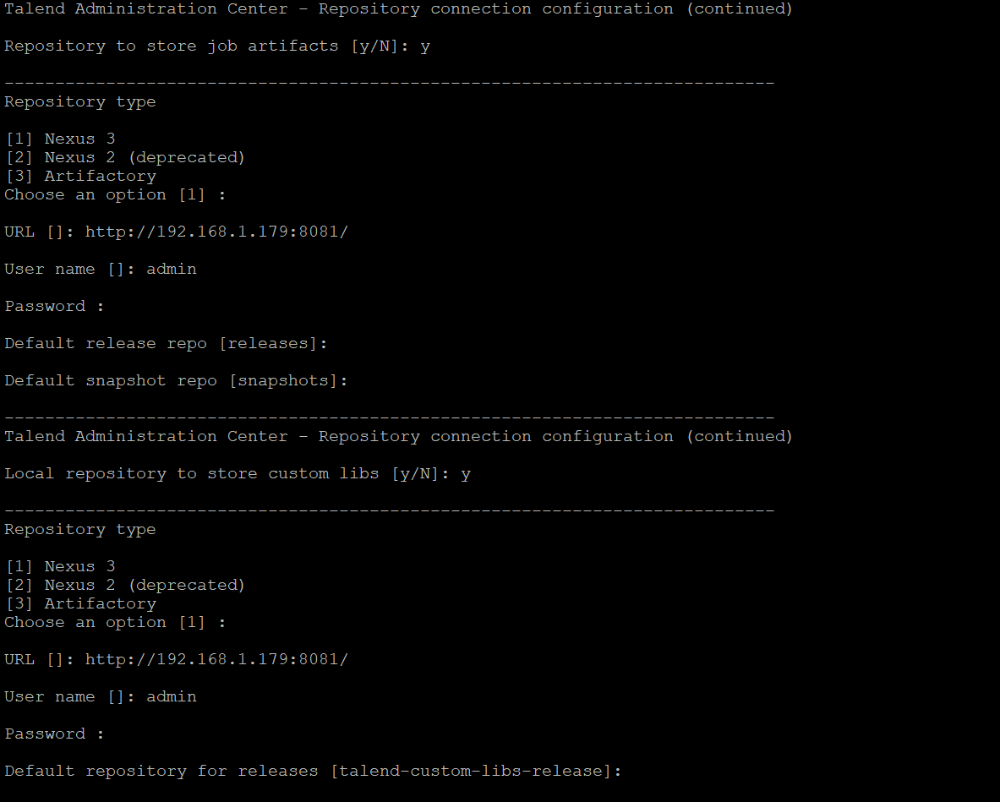 Talend Administration Center - Repository connection configuration (continued)
Repository to store job artifacts [y/N]: y
----------------------------------------------------------------------------
Repository type
[1] Nexus 3
[2] Nexus 2 (deprecated)
[3] Artifactory
Choose an option [1] :
URL []: http://192.168.1.179:8081/
User name []: admin
Password :
Default release repo [releases]:
Default snapshot repo [snapshots]:
----------------------------------------------------------------------------
Talend Administration Center - Repository connection configuration (continued)
Local repository to store custom libs [y/N]: y
----------------------------------------------------------------------------
Repository type
[1] Nexus 3
[2] Nexus 2 (deprecated)
[3] Artifactory
Choose an option [1] :
URL []: http://192.168.1.179:8081/
User name []: admin
Password :
Default repository for releases [talend-custom-libs-release]: